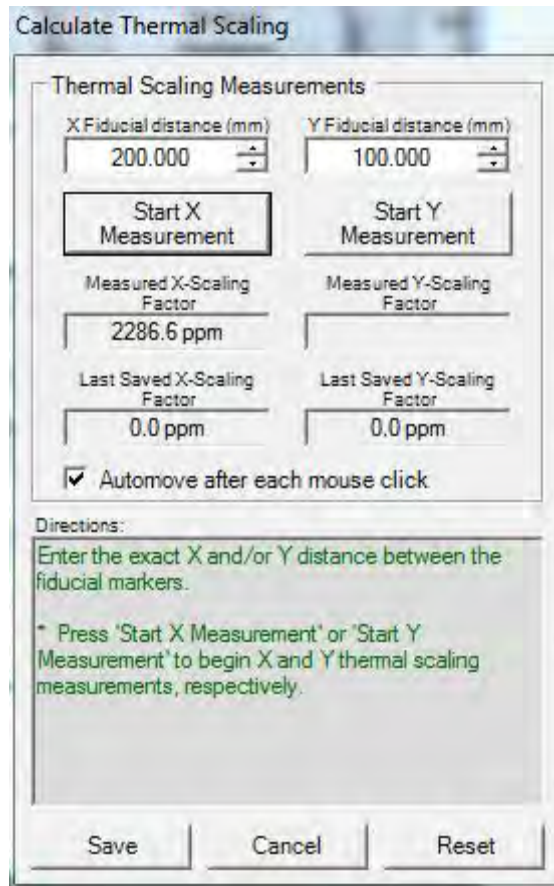 Calculate Thermal Scaling
Thermal Scaling Measurements
X Fiducial distance (mm)
Y Fiducial distance (mm)
200.000
100.000
Start X
Measurement
Start Y
Measurement
Measured X-Scaling
Factor
Measured Y-Scaling
Factor
2286.6 ppm
Last Saved X-Scaling
Factor
Last Saved Y-Scaling
Factor
0.0 ppm
0.0 ppm
Automove after each mouse click
Directions:
Enter the exact X and/or Y distance between the
fiducial markers.
* Press 'Start X Measurement' or 'Start Y
Measurement' to begin X and Y thermal scaling
measurements, respectively.
Save
Cancel
Reset